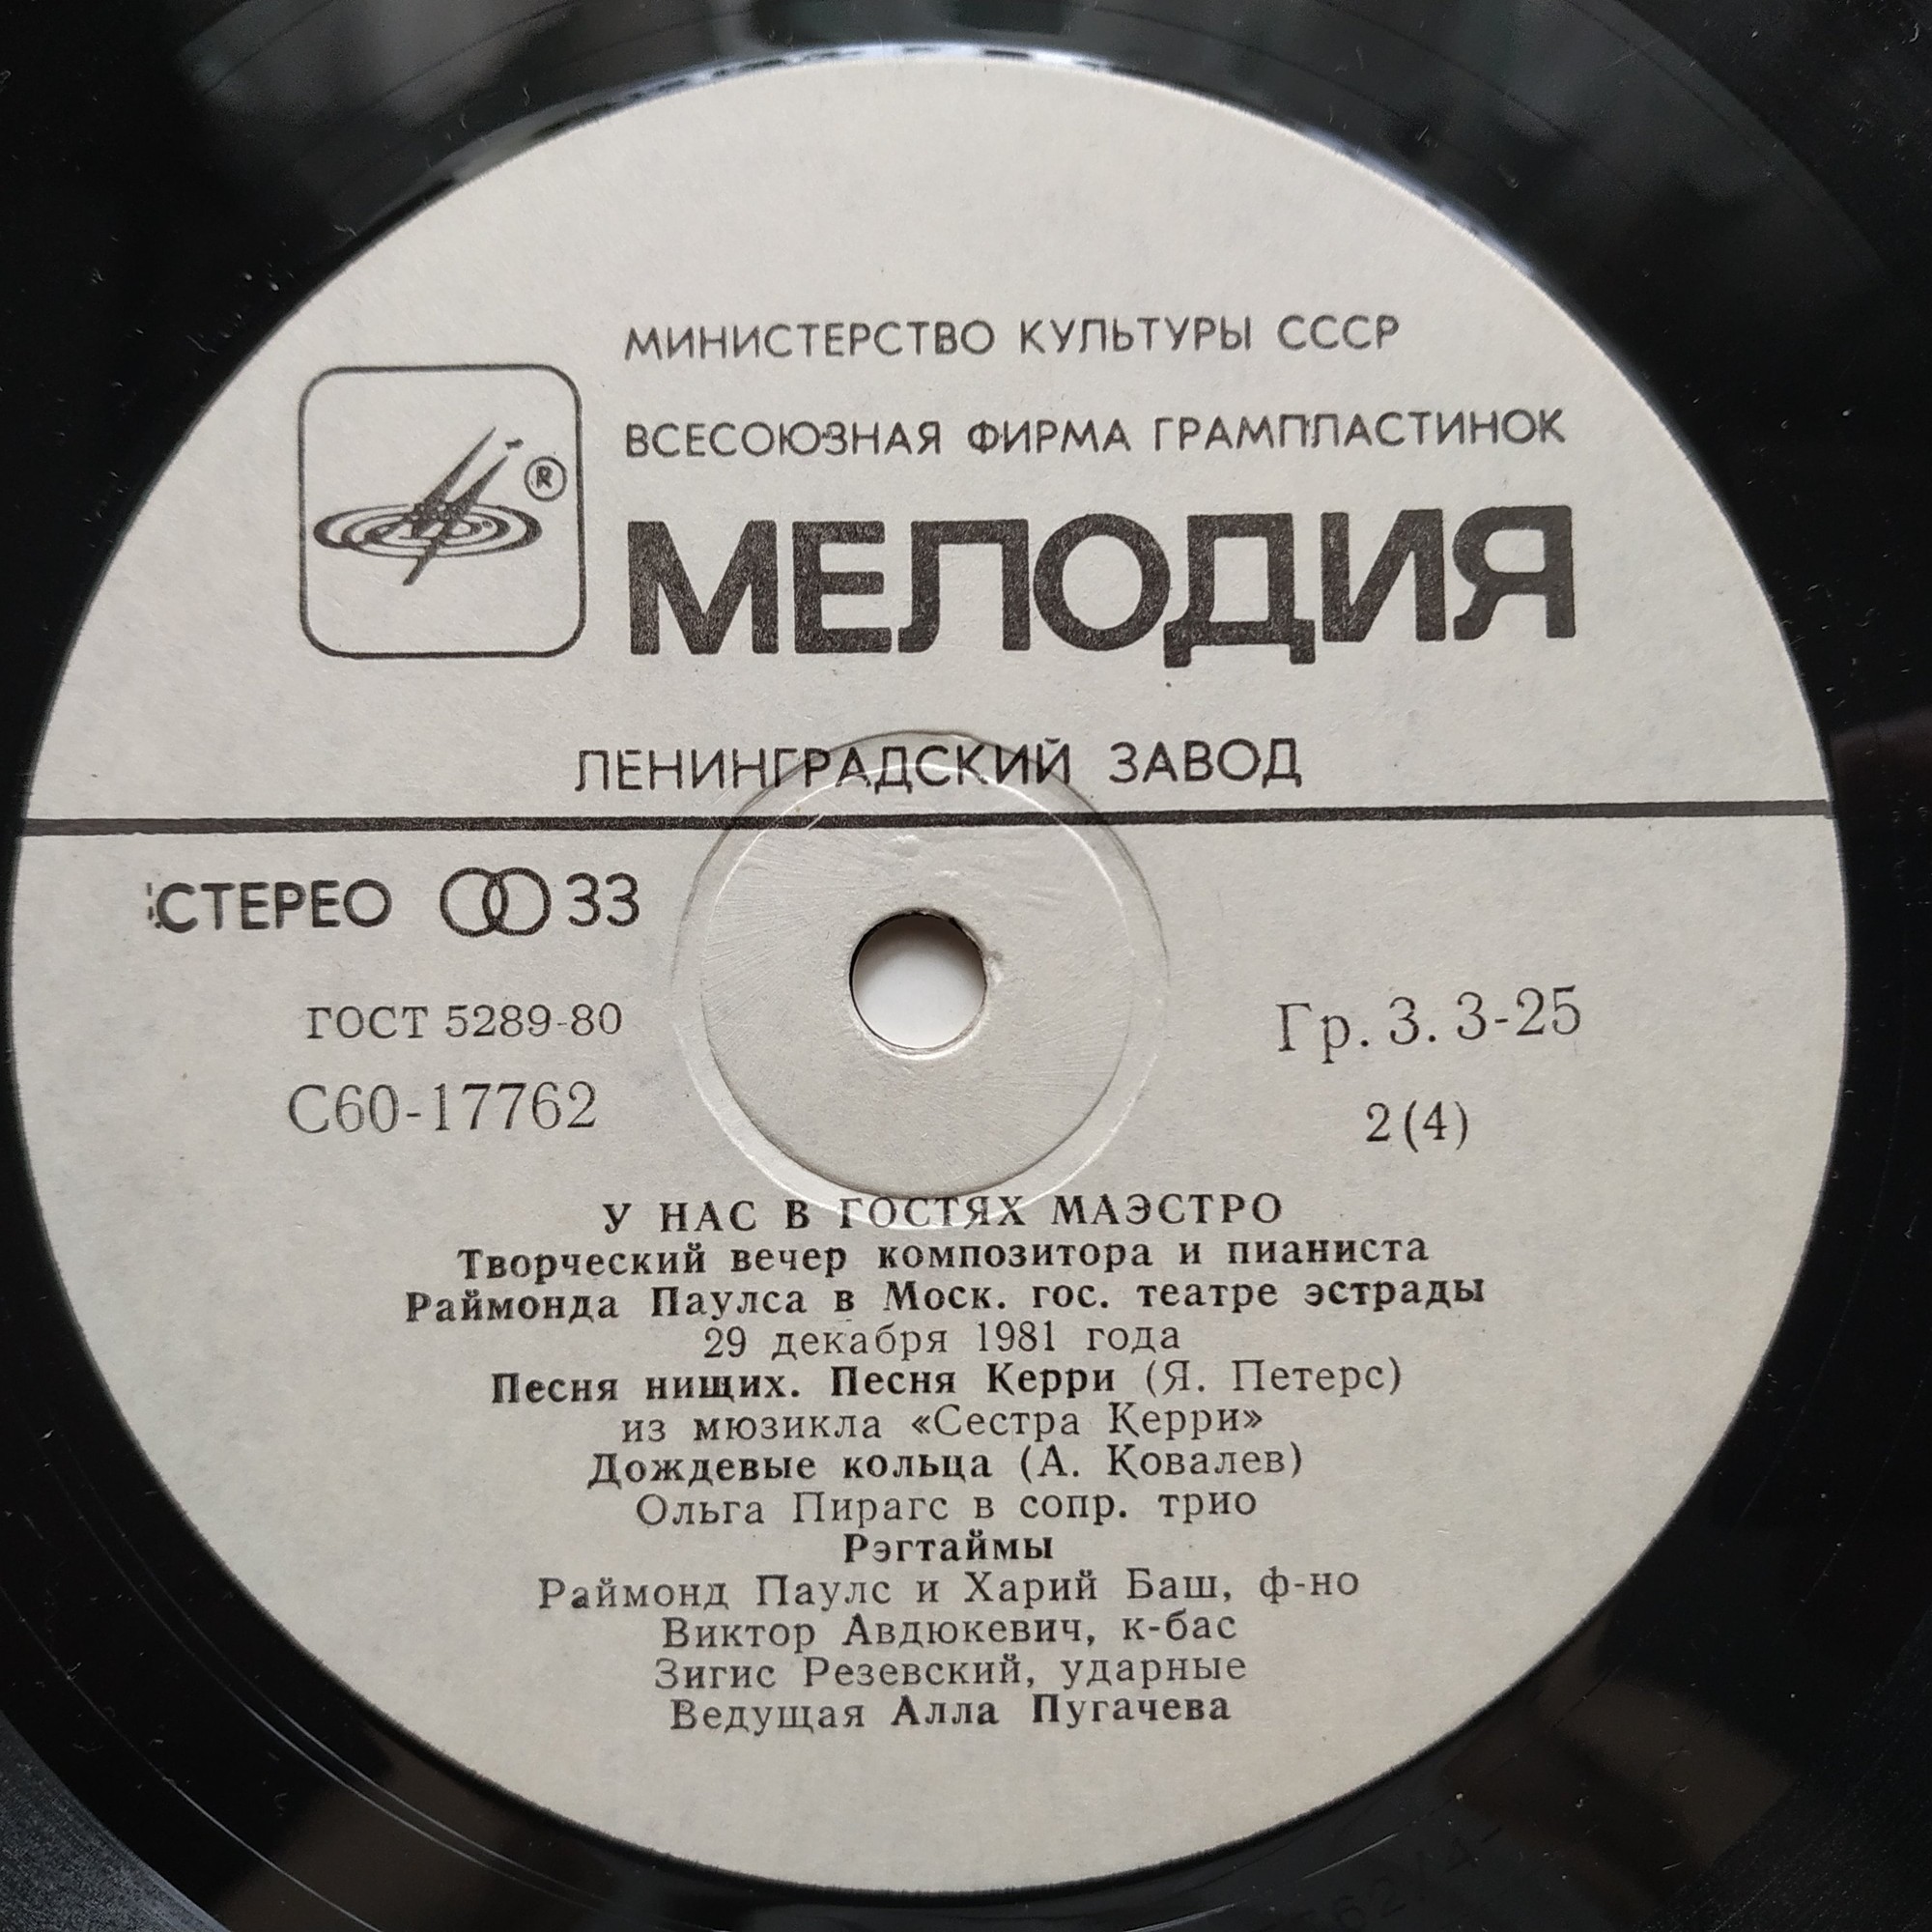 МИНИСТЕРСТВО КУЛЬТУРЫ СССР
ВСЕСОЮЗНАЯ ФИРМА ГРАМПЛАСТИНОК
®
МЕЛОДИЯ
ЛЕНИНГРАДСКИЙ ЗАВОД
СТЕРЕО 33
ГОСТ 5289-80
Гр. 3. 3-25
С60-17762
2(4)
У НАС В ГОСТЯХ МАЭСТРО
Творческий вечер композитора и пианиста
Раймонда Паулса в Моск. гос. театре эстрады
29 декабря 1981 года
Песня нищих. Песня Керри (Я. Петерс)
из мюзикла «Сестра Керри»
Дождевые кольца (А. Ковалев)
Ольга Пирагс в сопр. трио
Рэгтаймы
Раймонд Паулс и Харий Баш, ф-но
Виктор Авдюкевич, к-бас
Зигис Резевский, ударные
Ведущая Алла Пугачева